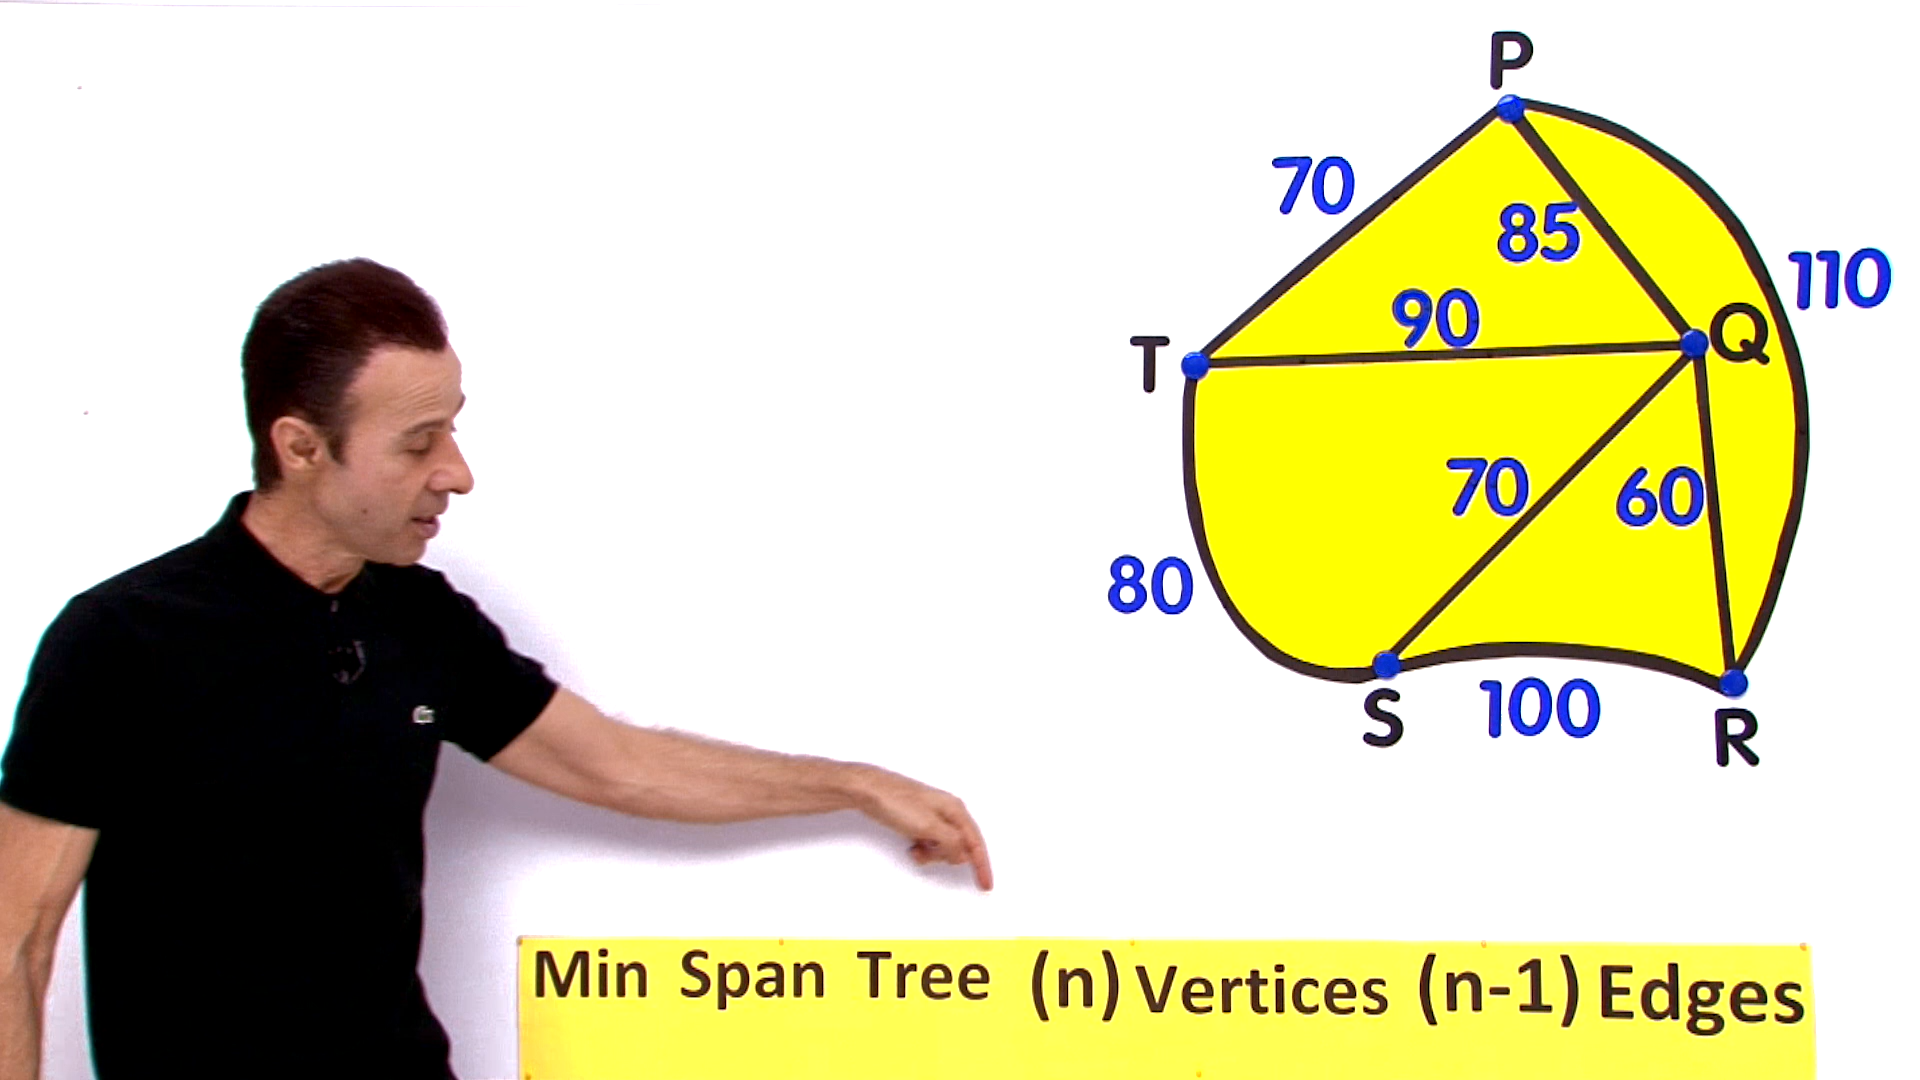 P
70
85
110
90
T
Q
70
60
80
S
100
R
Min Span Tree (n) Vertices (n-1) Edges